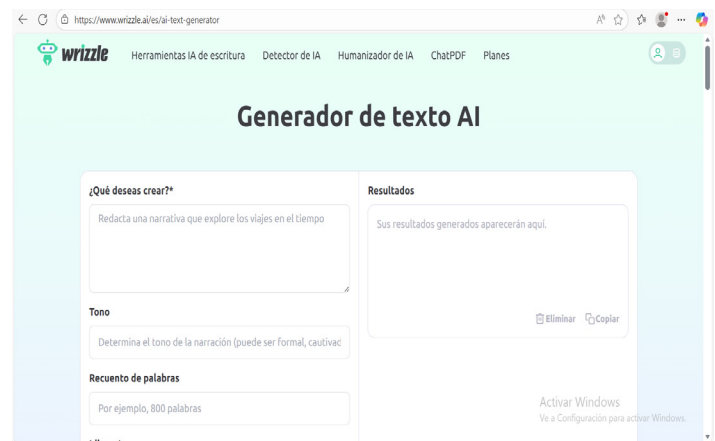 https://www.wrizzle.ai/es/ai-text-generator
wrizzle
Herramientas IA de escritura Detector de IA Humanizador de IA ChatPDF Planes
Generador de texto AI
¿Qué deseas crear?*
Redacta una narrativa que explore los viajes en el tiempo
Tono
Determina el tono de la narración (puede ser formal, cautivad
Recuento de palabras
Por ejemplo, 800 palabras
Resultados
Sus resultados generados aparecerán aquí.
Eliminar Copiar
Activar Windows
Ve a Configuración para activar Windows.